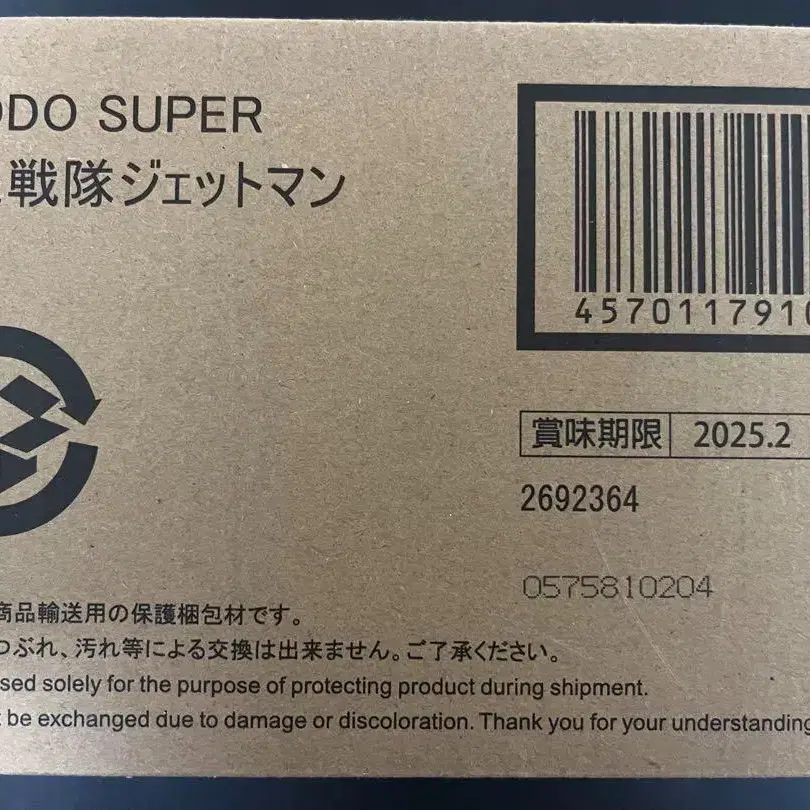 DO SUPER
戦隊ジェットマン
4570117910
賞味期限 2025.2
2692364
0575810204
商品輸送用の保護梱包材です。
つぶれ、汚れ等による交換は出来ません。ご了承ください。
sed solely for the purpose of protecting product during shipment.
t be exchanged due to damage or discoloration. Thank you for your understanding